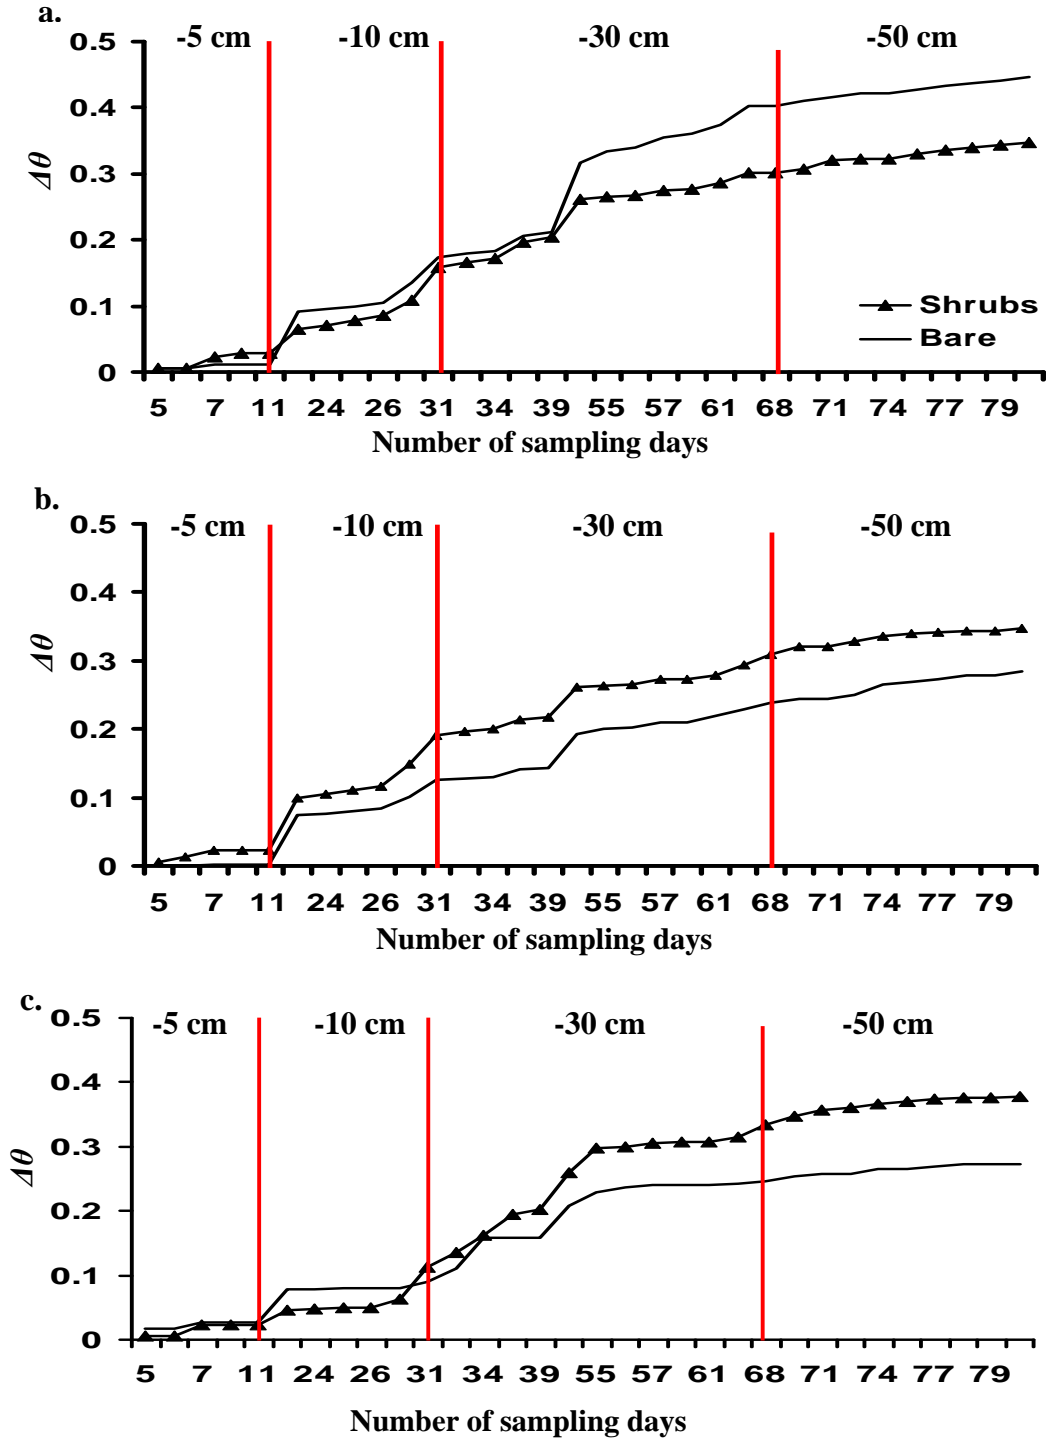 a.
-5 cm -10 cm -30 cm -50 cm
0.5
0.4
0.3
0.2
0.1
0
Δθ
Shrubs
Bare
5 7 11 24 26 31 34 39 55 57 61 68 71 74 77 79
Number of sampling days
b.
-5 cm -10 cm -30 cm -50 cm
0.5
0.4
0.3
0.2
0.1
0
Δθ
5 7 11 24 26 31 34 39 55 57 61 68 71 74 77 79
Number of sampling days
c.
-5 cm -10 cm -30 cm -50 cm
0.5
0.4
0.3
0.2
0.1
0
Δθ
5 7 11 24 26 31 34 39 55 57 61 68 71 74 77 79
Number of sampling days